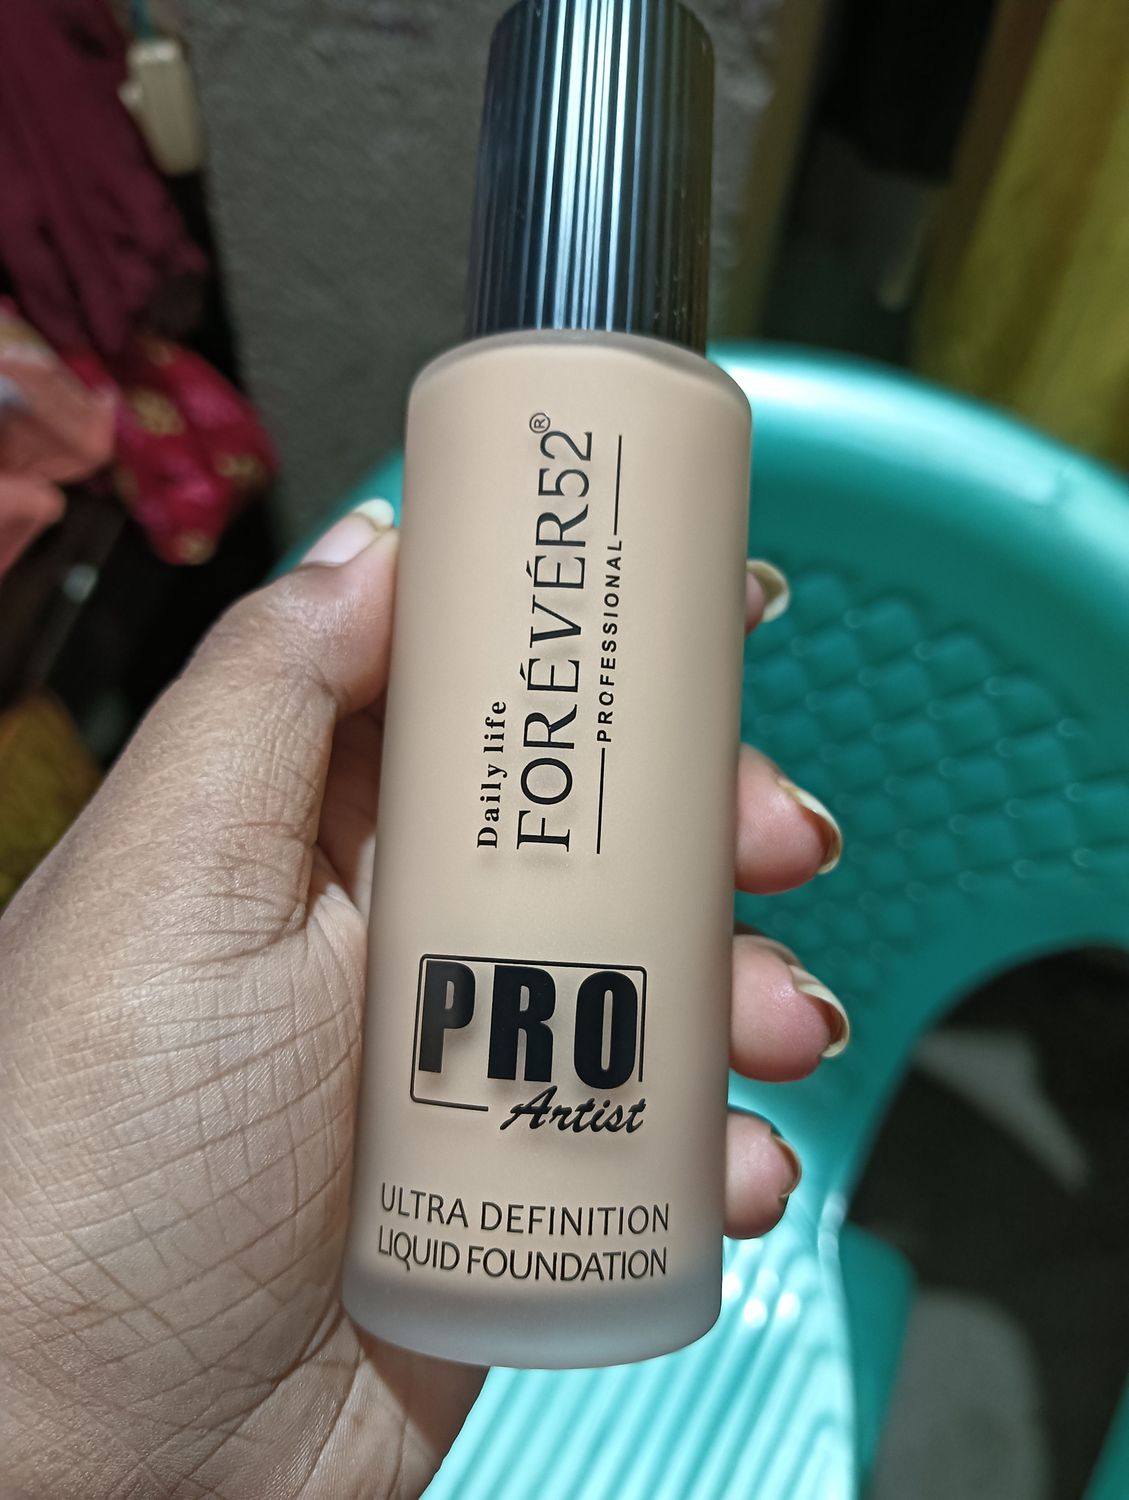 Daily life
FORÉVÉR52®
PROFESSIONAL
PRO
Artist
ULTRA DEFINITION
LIQUID FOUNDATION